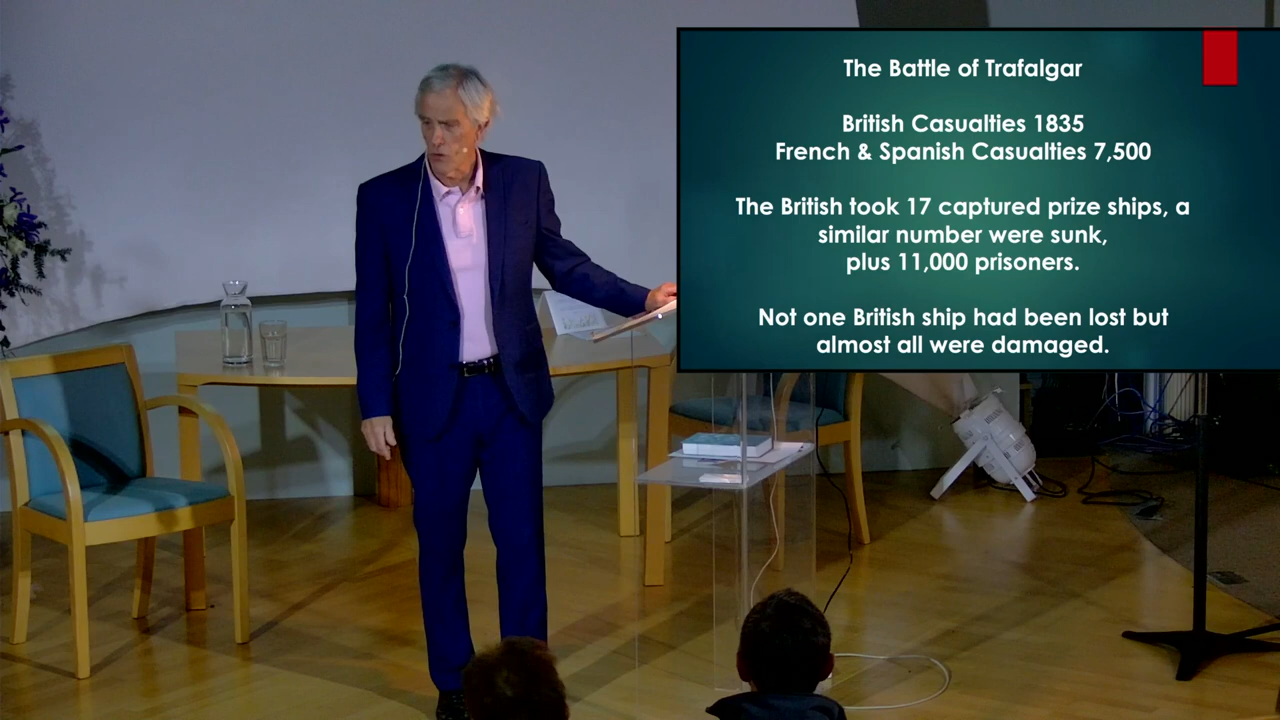 The Battle of Trafalgar
British Casualties 1835
French & Spanish Casualties 7,500
The British took 17 captured prize ships, a
similar number were sunk,
plus 11,000 prisoners.
Not one British ship had been lost but
almost all were damaged.